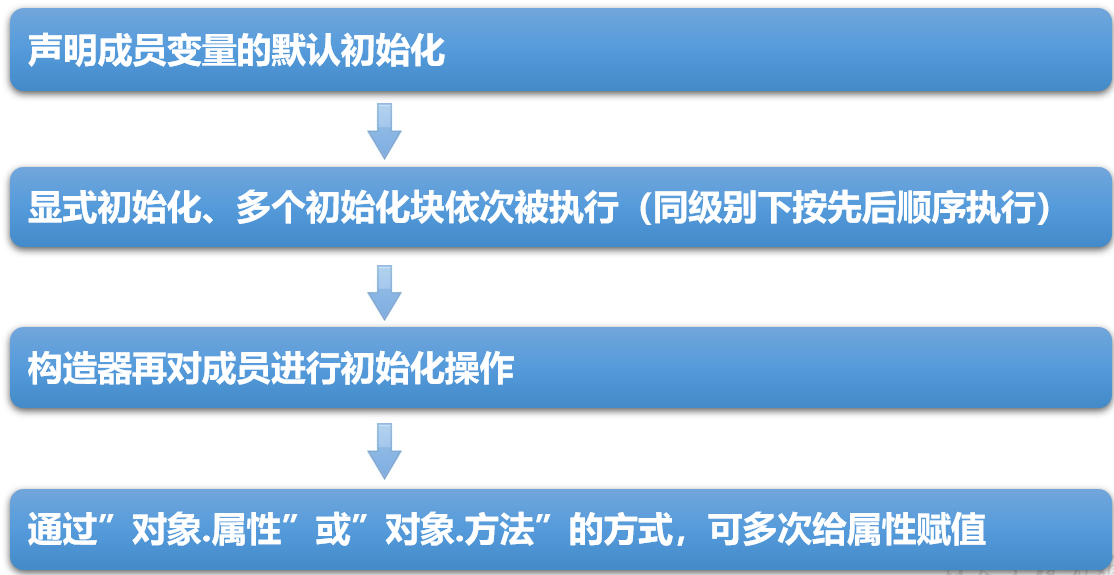 声明成员变量的默认初始化
显式初始化、多个初始化块依次被执行（同级别下按先后顺序执行）
构造器再对成员进行初始化操作
通过”对象.属性”或”对象.方法”的方式，可多次给属性赋值